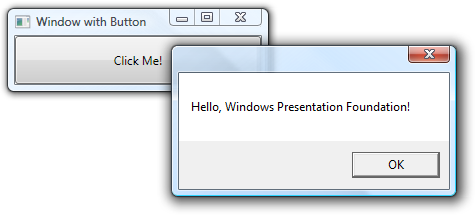 Window with Button
Click Me!
Hello, Windows Presentation Foundation!
OK